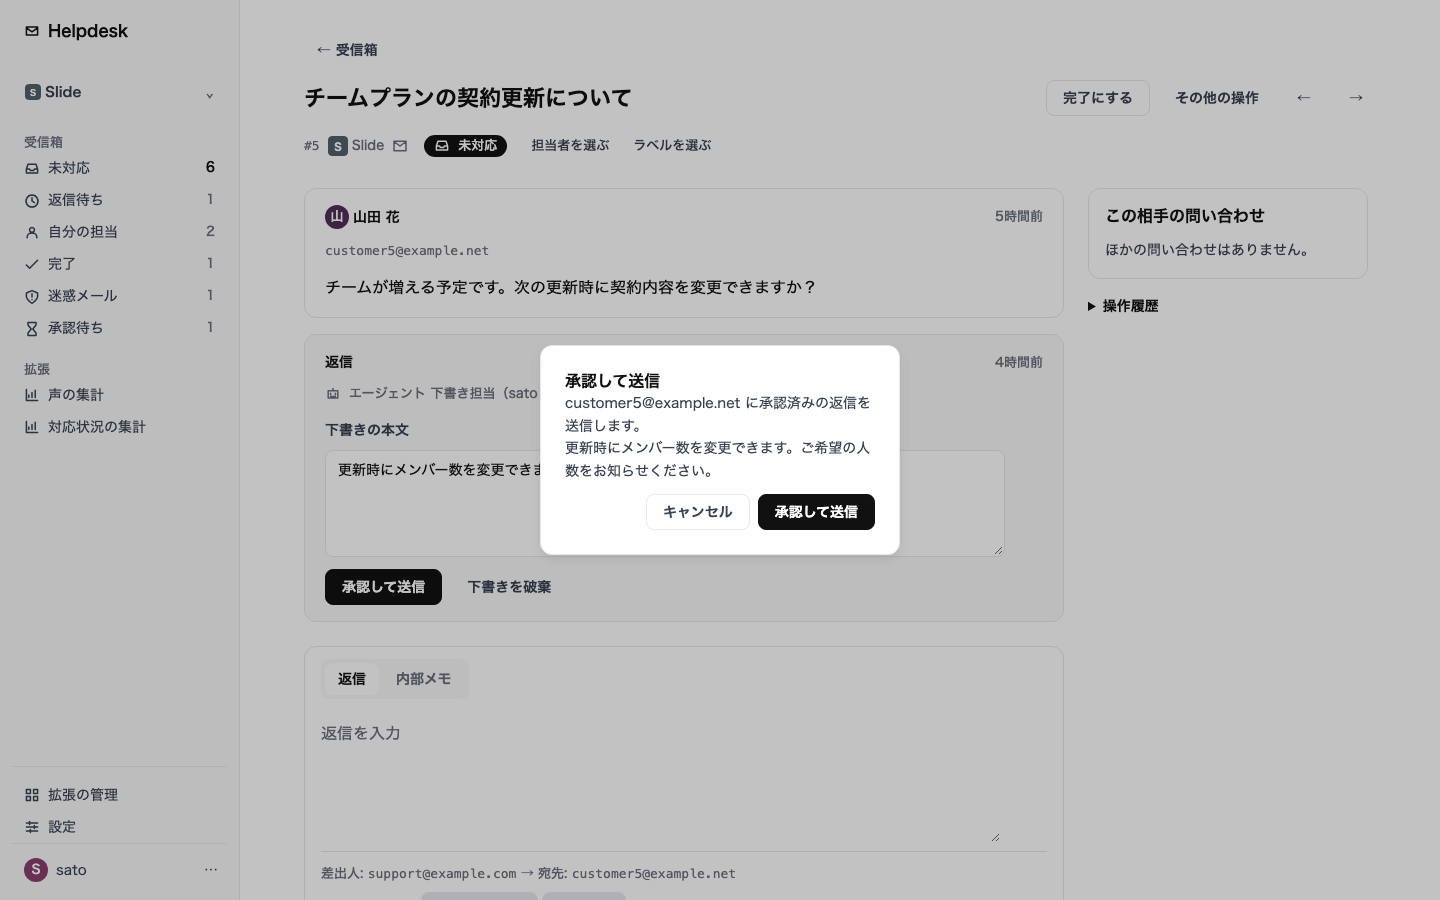 Helpdesk
S Slide
受信箱
未対応 6
返信待ち 1
自分の担当 2
完了 1
迷惑メール 1
承認待ち 1
拡張
声の集計
対応状況の集計
拡張の管理
設定
S sato ···
← 受信箱
チームプランの契約更新について
完了にする その他の操作 ← →
#5 S Slide 未対応 担当者を選ぶ ラベルを選ぶ
山 山田 花 5時間前
customer5@example.net
チームが増える予定です。次の更新時に契約内容を変更できますか？
この相手の問い合わせ
ほかの問い合わせはありません。
▶ 操作履歴
返信 4時間前
エージェント 下書き担当（sato
下書きの本文
更新時にメンバー数を変更できま
承認して送信 下書きを破棄
承認して送信
customer5@example.net に承認済みの返信を
送信します。
更新時にメンバー数を変更できます。ご希望の人
数をお知らせください。
キャンセル 承認して送信
返信 内部メモ
返信を入力
差出人: support@example.com → 宛先: customer5@example.net